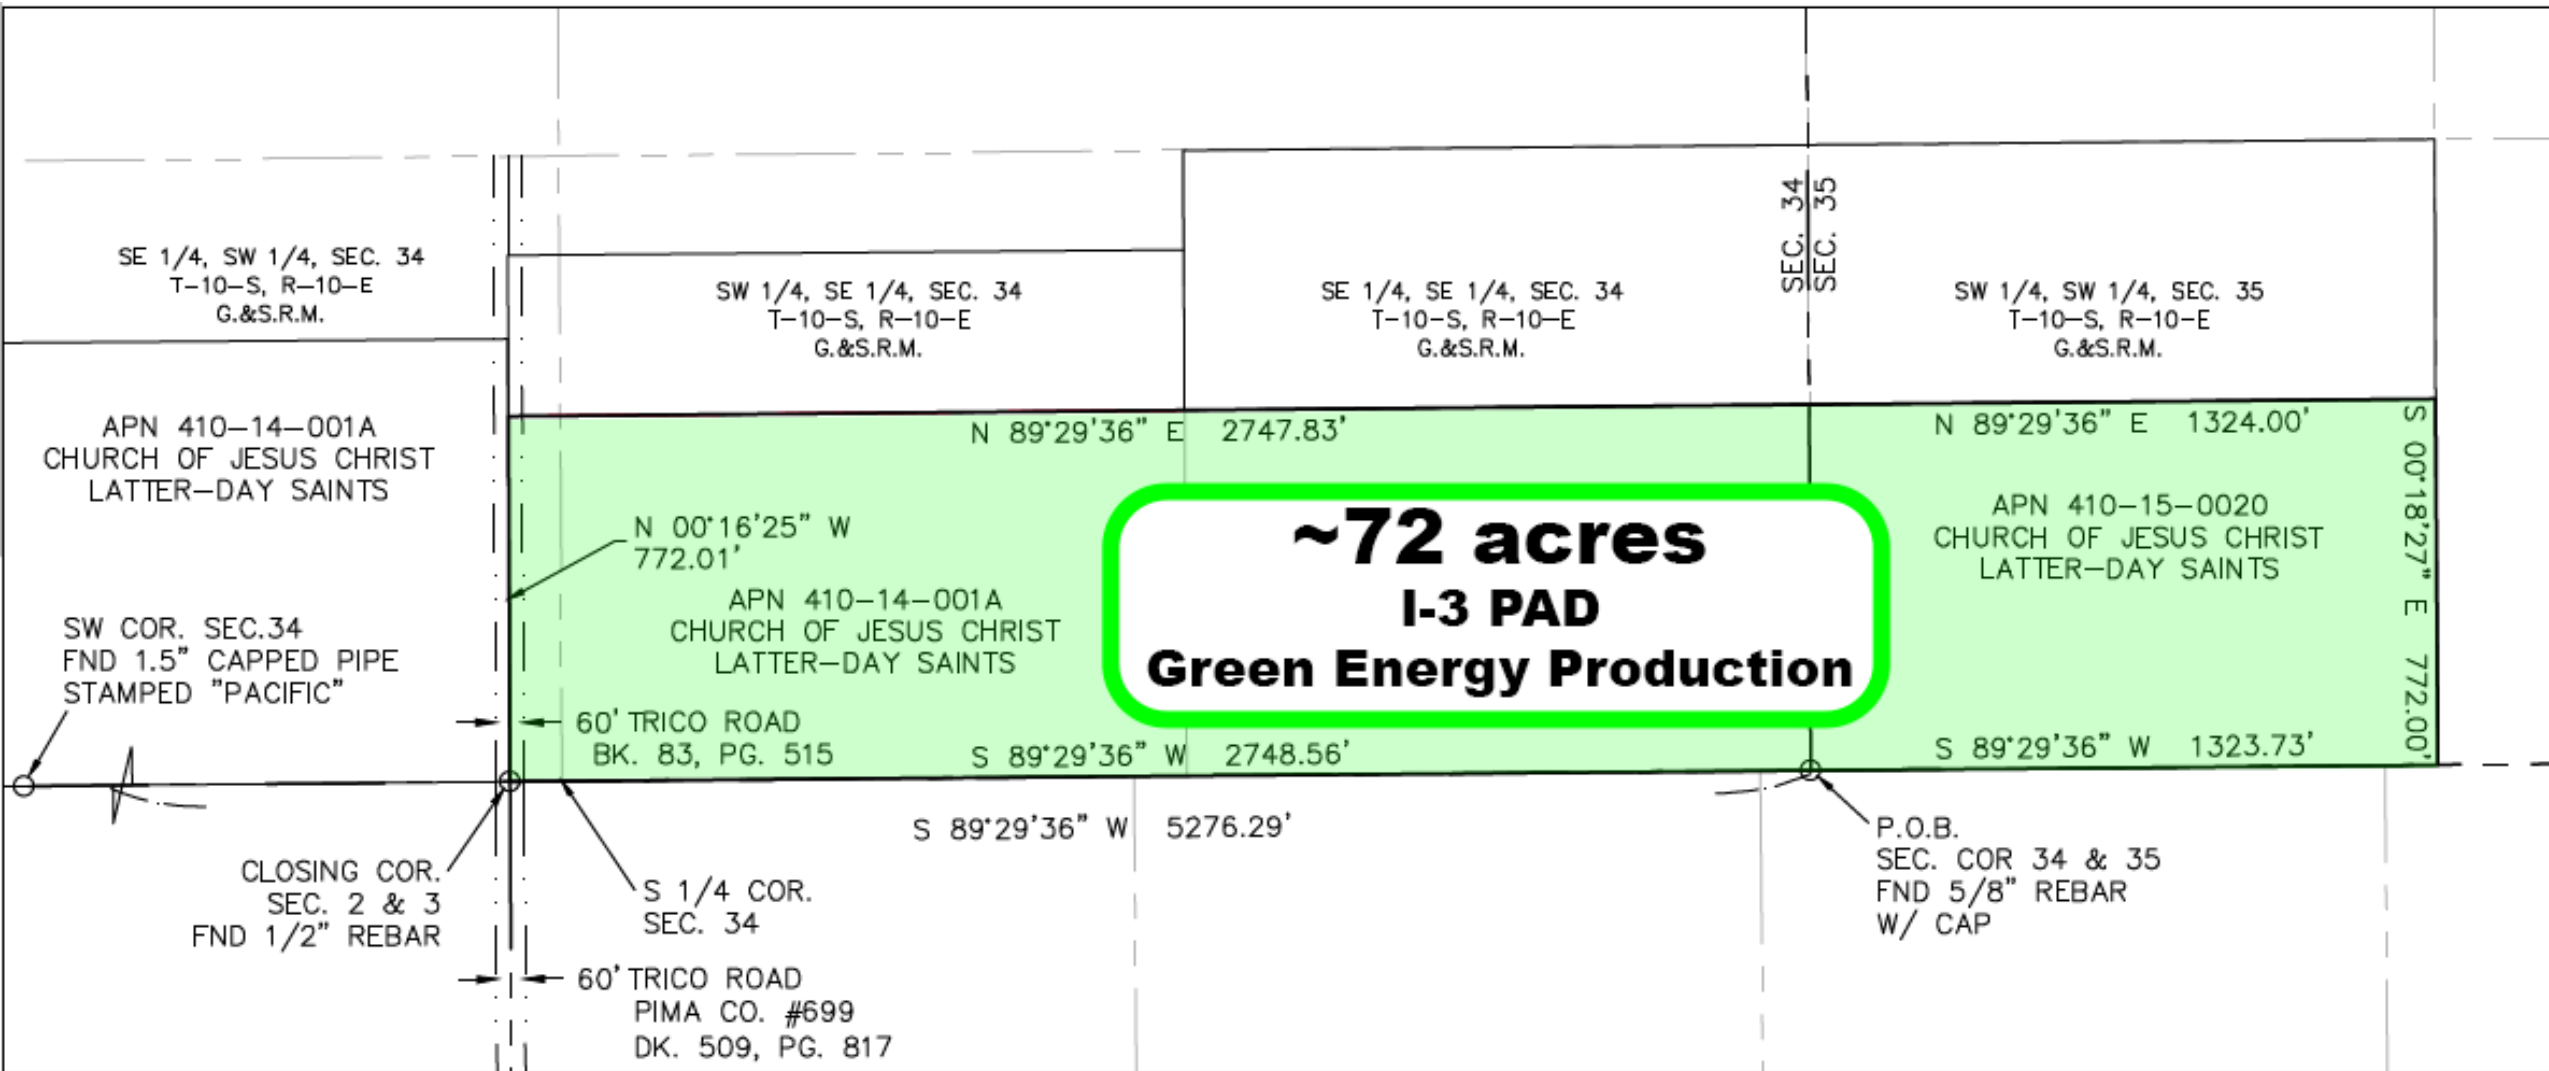 SEC. 34
SEC. 35
SE 1/4, SW 1/4, SEC. 34
T-10-S, R-10-E
G.&S.R.M.
SW 1/4, SE 1/4, SEC. 34
T-10-S, R-10-E
G.&S.R.M.
SE 1/4, SE 1/4, SEC. 34
T-10-S, R-10-E
G.&S.R.M.
SW 1/4, SW 1/4, SEC. 35
T-10-S, R-10-E
G.&S.R.M.
APN 410-14-001A
CHURCH OF JESUS CHRIST
LATTER-DAY SAINTS
N 89°29'36" E 2747.83'
N 89°29'36" E 1324.00'
S 00°18'27" E 772.00'
N 00°16'25" W
772.01'
APN 410-14-001A
CHURCH OF JESUS CHRIST
LATTER-DAY SAINTS
~72 acres
I-3 PAD
Green Energy Production
APN 410-15-0020
CHURCH OF JESUS CHRIST
LATTER-DAY SAINTS
SW COR. SEC.34
FND 1.5" CAPPED PIPE
STAMPED "PACIFIC"
60' TRICO ROAD
BK. 83, PG. 515
S 89°29'36" W 2748.56'
S 89°29'36" W 1323.73'
S 89°29'36" W 5276.29'
CLOSING COR.
SEC. 2 & 3
FND 1/2" REBAR
S 1/4 COR.
SEC. 34
P.O.B.
SEC. COR 34 & 35
FND 5/8" REBAR
W/ CAP
60' TRICO ROAD
PIMA CO. #699
DK. 509, PG. 817